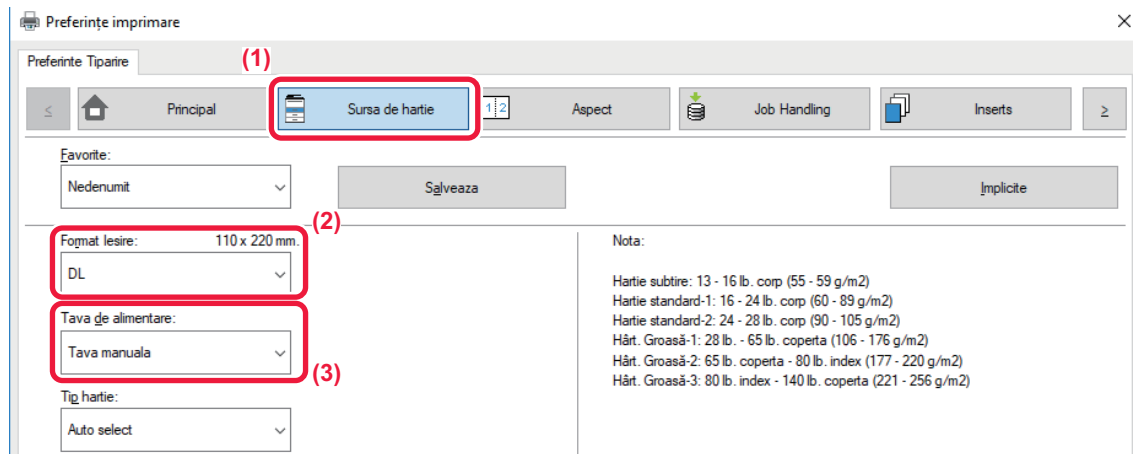 Preferințe imprimare
Preferinte Tiparire
(1)
≤
Principal
Sursa de hartie
1 2
Aspect
Job Handling
Inserts
≥
Favorite:
Nedenumit
Salveaza
Implicite
(2)
Format Iesire: 110 x 220 mm.
DL
Tava de alimentare:
Tava manuala
(3)
Tip hartie:
Auto select
Nota:
Hartie subtire: 13 - 16 lb. corp (55 - 59 g/m2)
Hartie standard-1: 16 - 24 lb. corp (60 - 89 g/m2)
Hartie standard-2: 24 - 28 lb. corp (90 - 105 g/m2)
Hârt. Groasă-1: 28 lb. - 65 lb. coperta (106 - 176 g/m2)
Hârt. Groasă-2: 65 lb. coperta - 80 lb. index (177 - 220 g/m2)
Hârt. Groasă-3: 80 lb. index - 140 lb. coperta (221 - 256 g/m2)